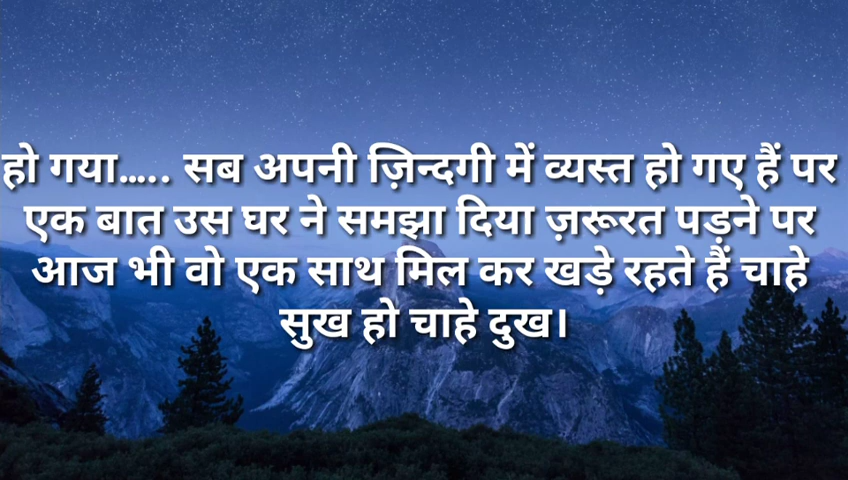 हो गया..... सब अपनी ज़िन्दगी में व्यस्त हो गए हैं पर
एक बात उस घर ने समझा दिया ज़रूरत पड़ने पर
आज भी वो एक साथ मिल कर खड़े रहते हैं चाहे
सुख हो चाहे दुख।